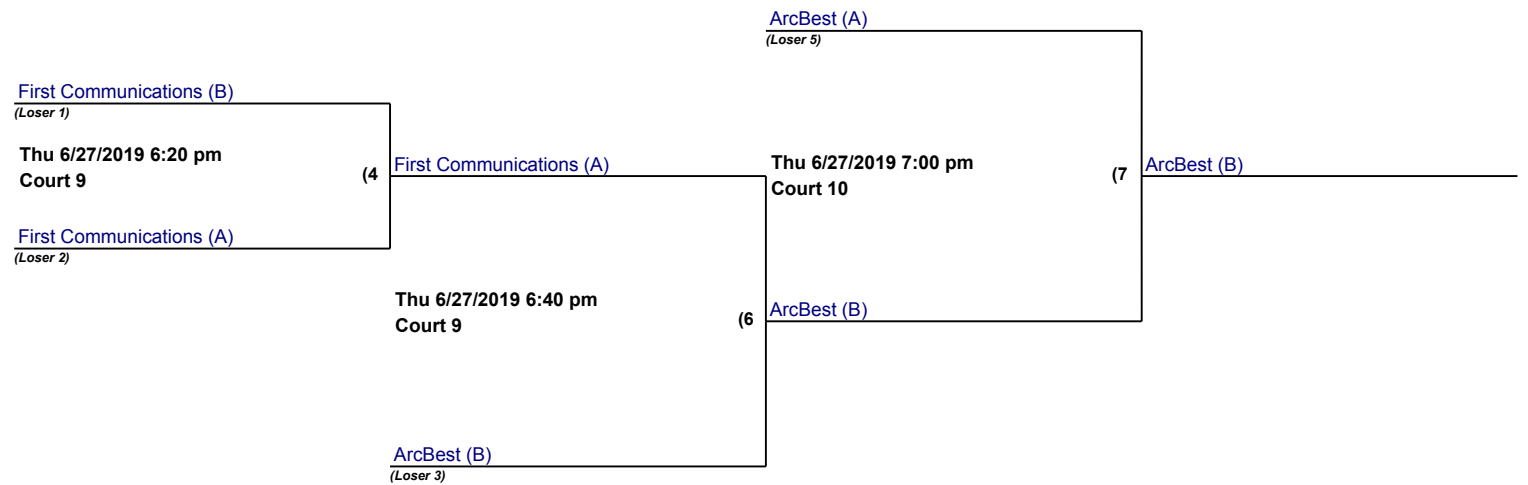 ArcBest (A)
(Loser 5)
First Communications (B)
(Loser 1)
Thu 6/27/2019 6:20 pm
Court 9
(4
First Communications (A)
Thu 6/27/2019 7:00 pm
Court 10
(7
ArcBest (B)
First Communications (A)
(Loser 2)
Thu 6/27/2019 6:40 pm
Court 9
(6
ArcBest (B)
ArcBest (B)
(Loser 3)